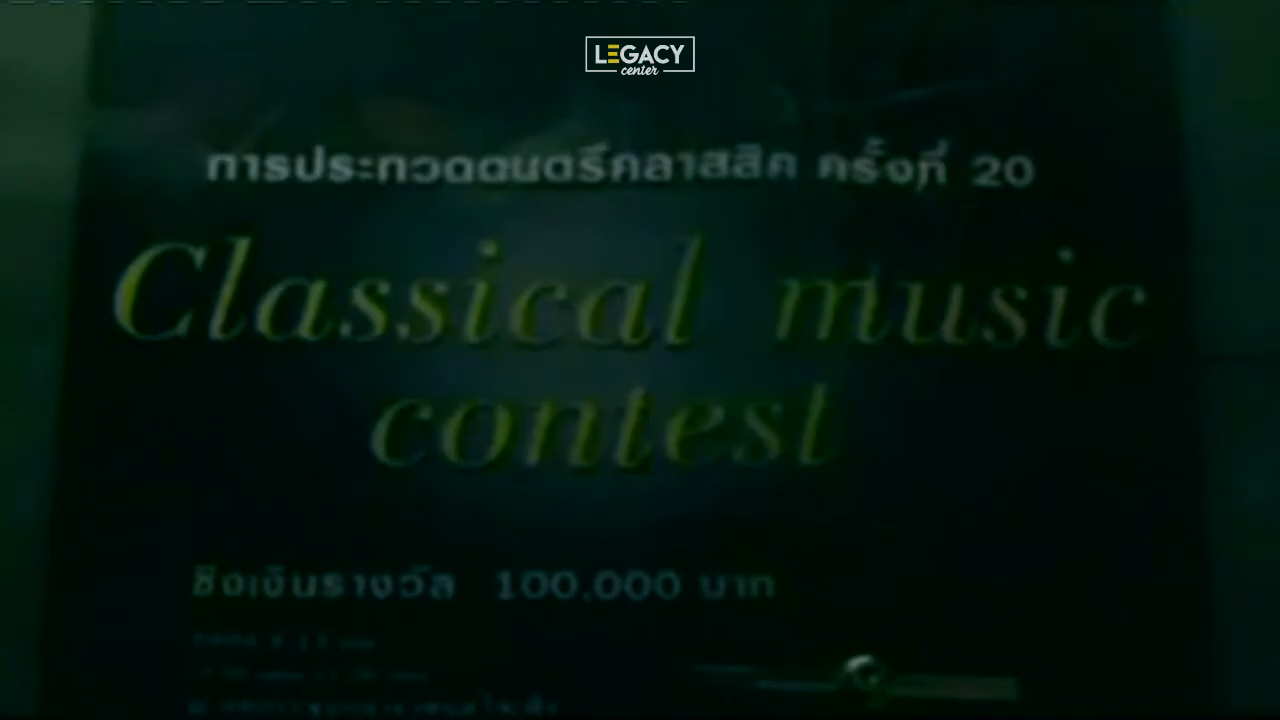 LEGACY
center
การประกวดดนตรีคลาสสิค ครั้งที่ 20
Classical music
contest
ชิงเงินรางวัล 100,000 บาท